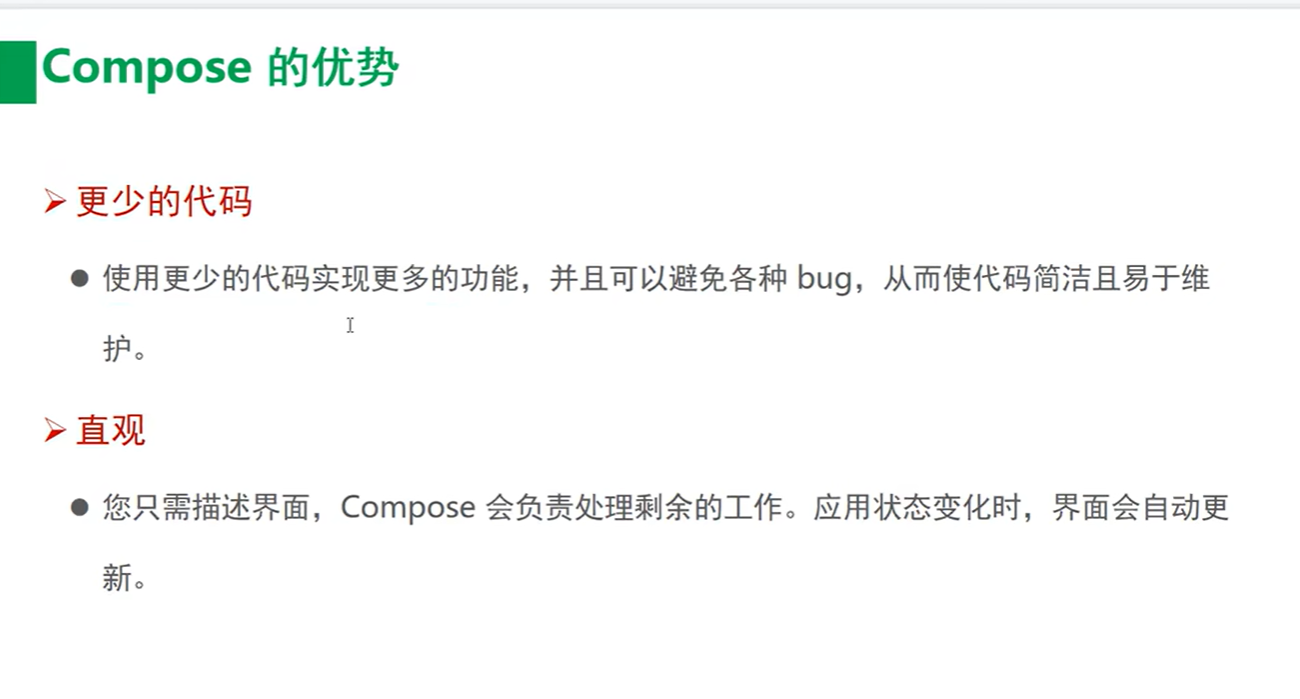 Compose 的优势
更少的代码
使用更少的代码实现更多的功能，并且可以避免各种 bug，从而使代码简洁且易于维
护。
直观
您只需描述界面，Compose 会负责处理剩余的工作。应用状态变化时，界面会自动更
新。